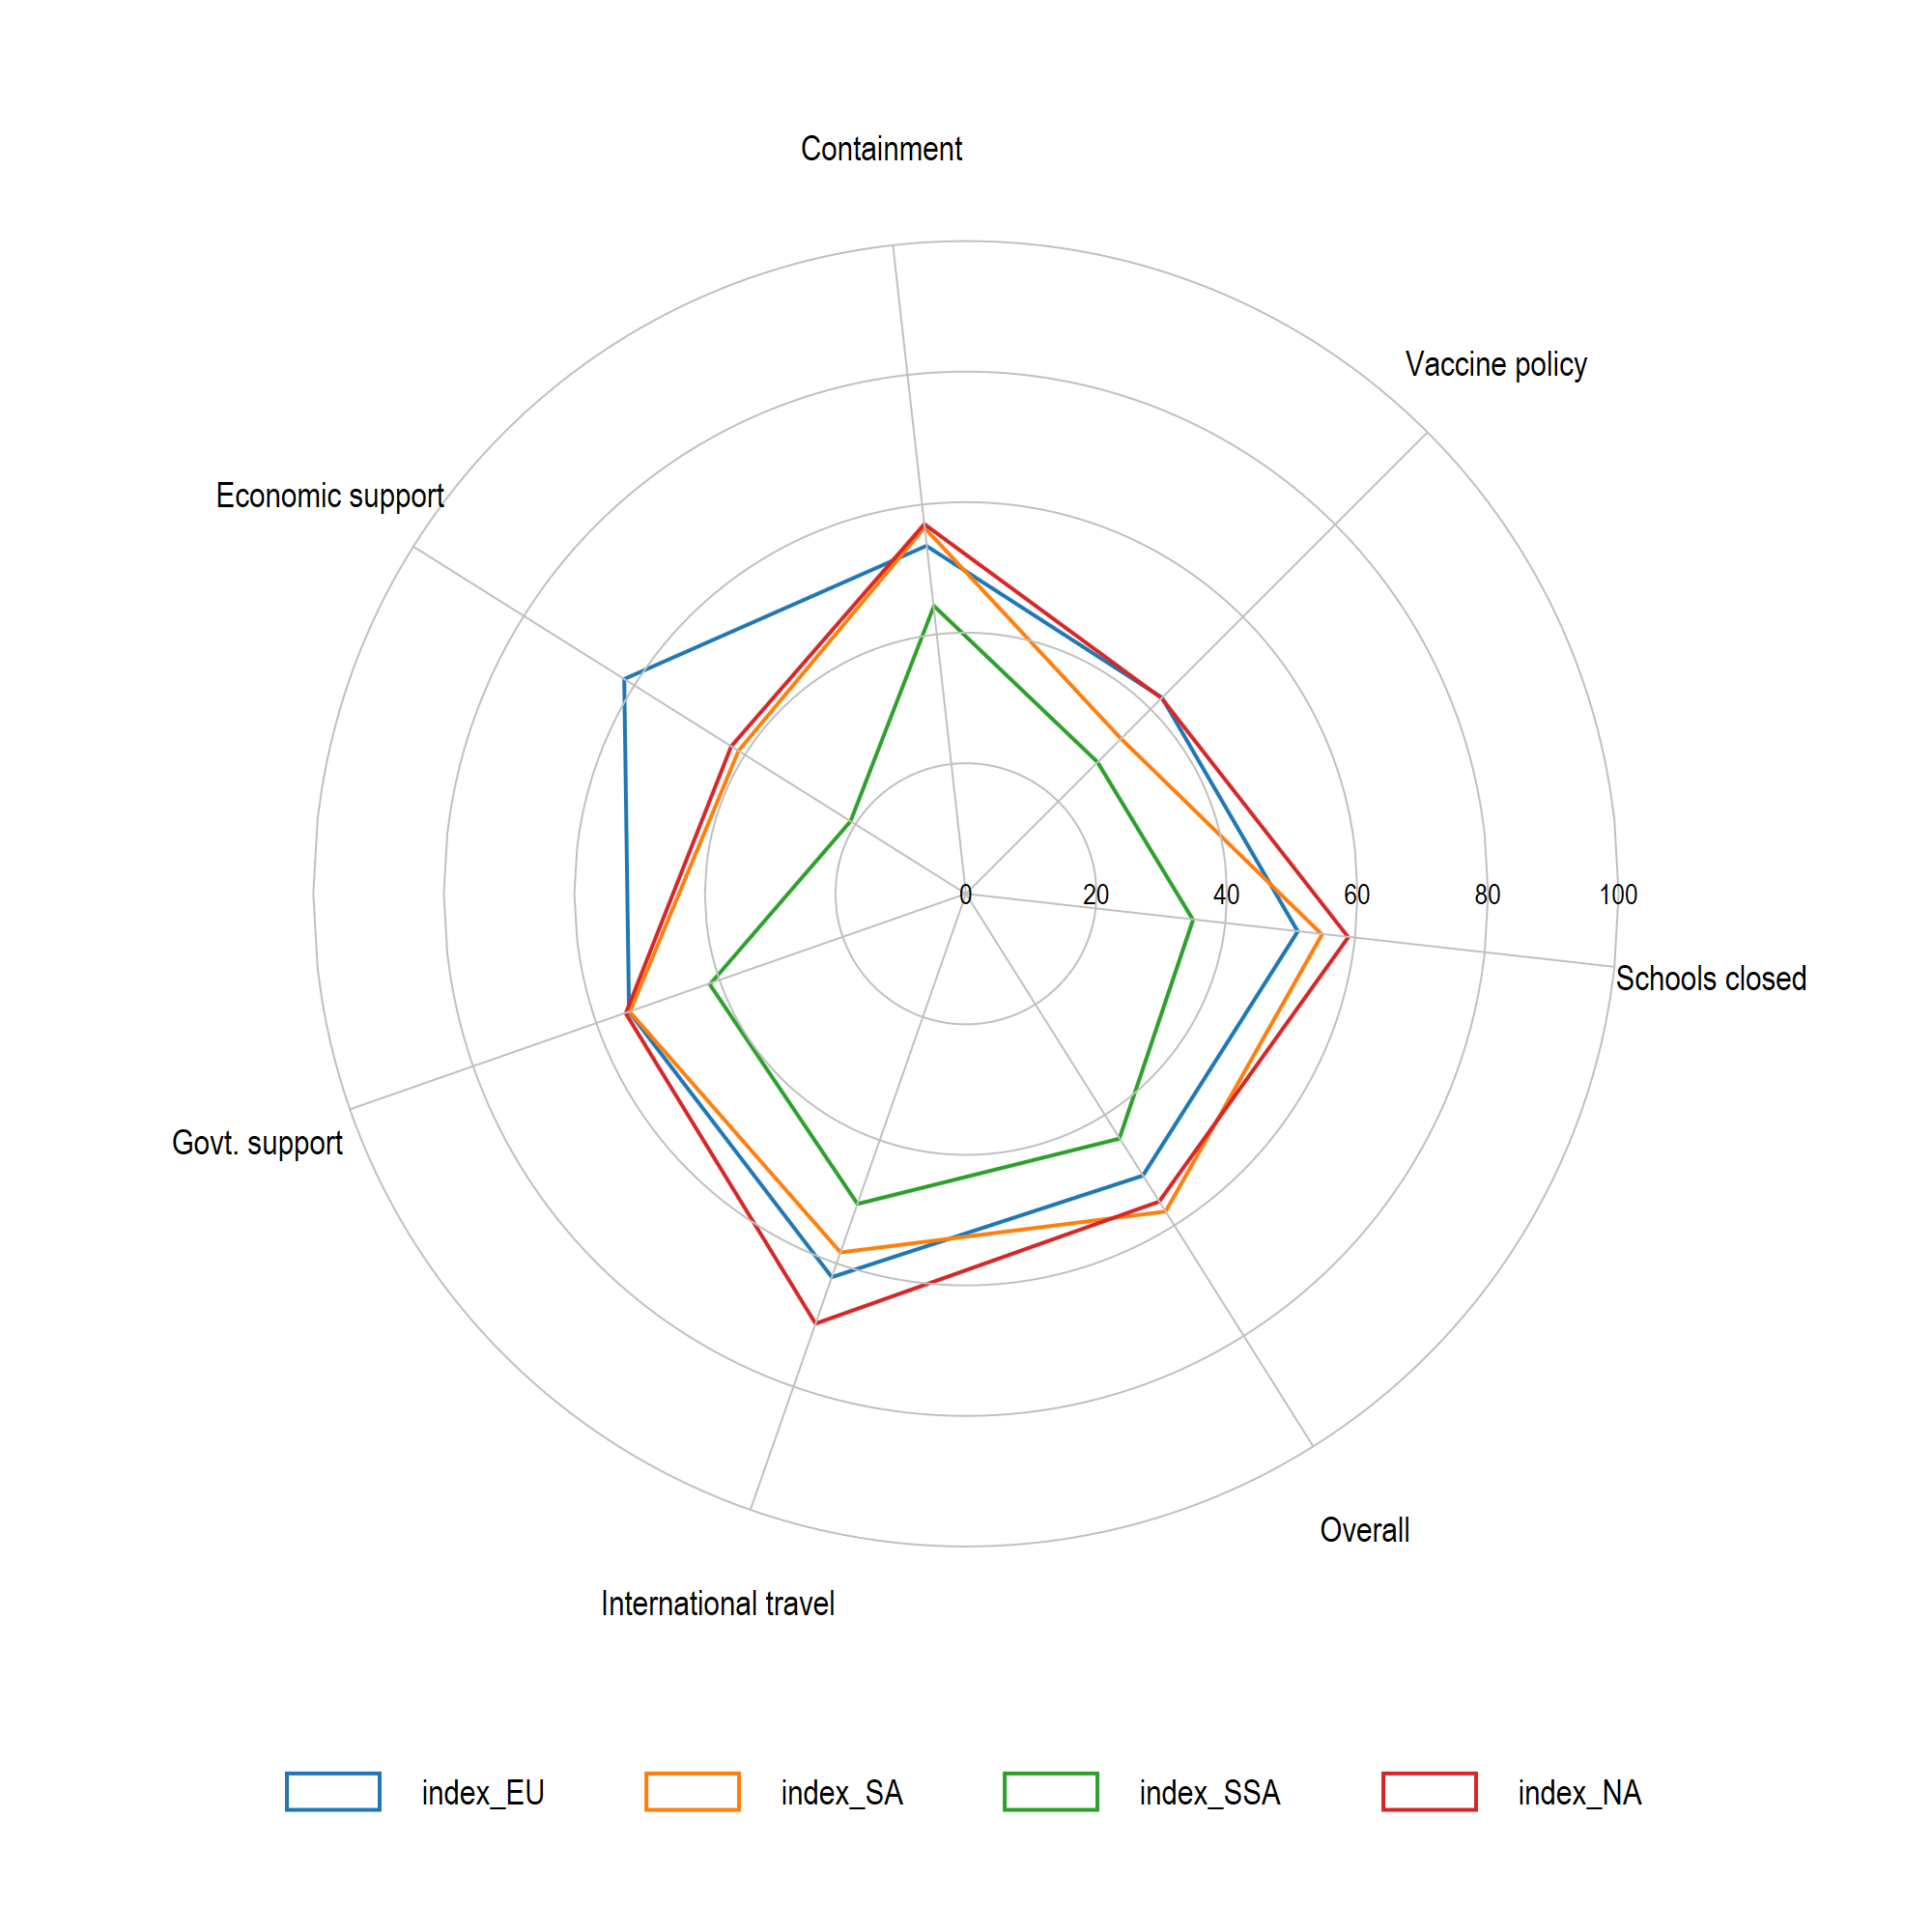 Containment
Vaccine policy
Economic support
0 20 40 60 80 100
Schools closed
Govt. support
Overall
International travel
index_EU index_SA index_SSA index_NA